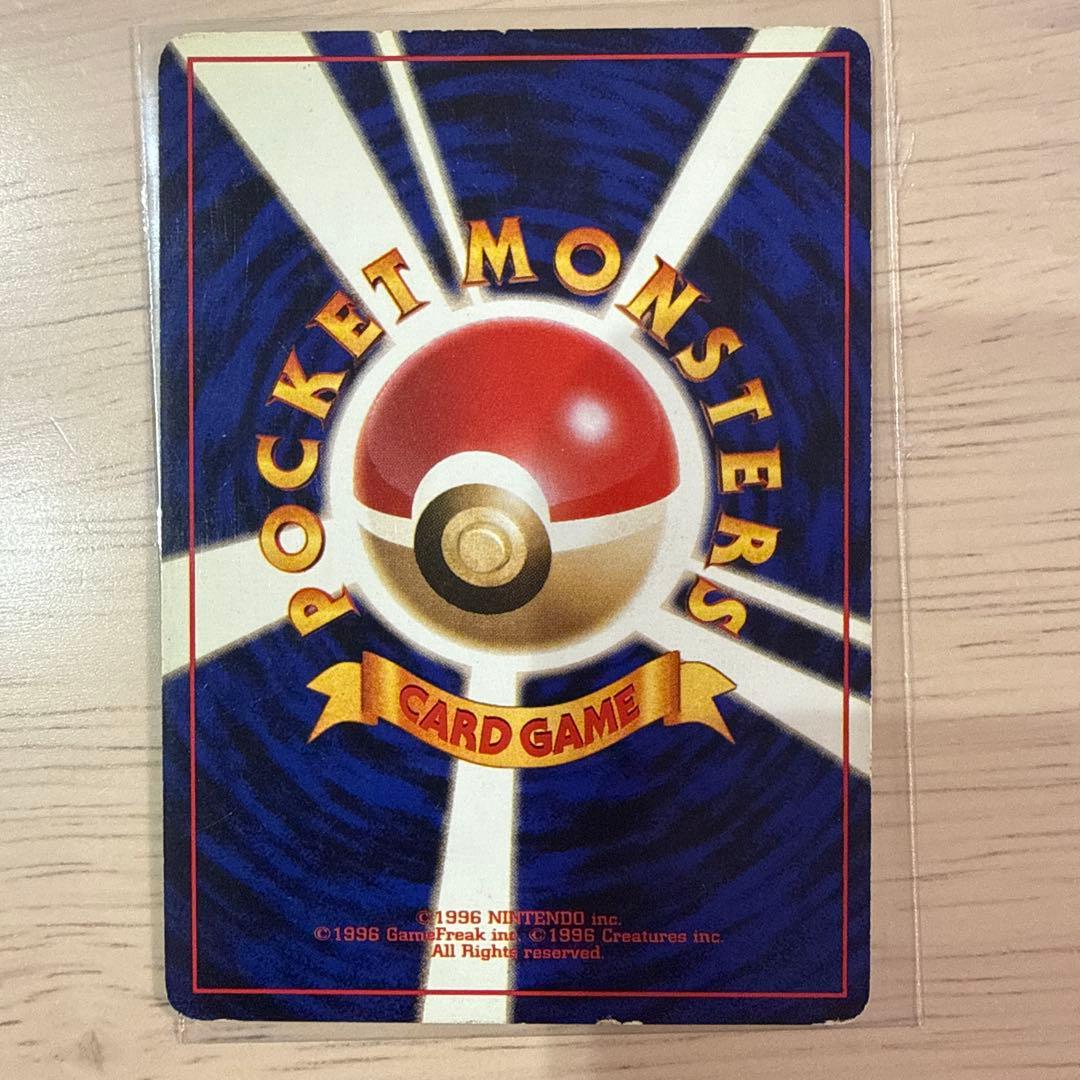 POCKET MONSTERS
CARD GAME
©1996 NINTENDO inc.
©1996 GameFreak inc. ©1996 Creatures inc.
All Rights reserved.